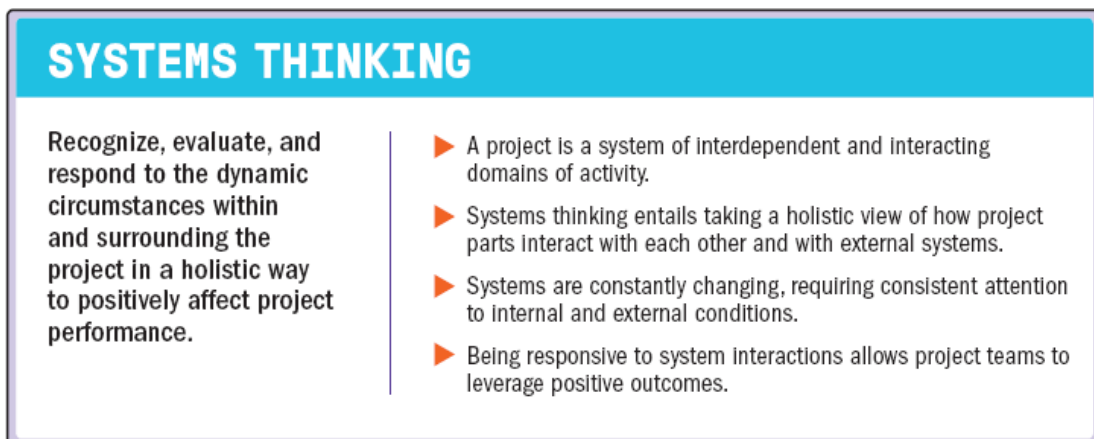 SYSTEMS THINKING
Recognize, evaluate, and
respond to the dynamic
circumstances within
and surrounding the
project in a holistic way
to positively affect project
performance.
A project is a system of interdependent and interacting
domains of activity.
Systems thinking entails taking a holistic view of how project
parts interact with each other and with external systems.
Systems are constantly changing, requiring consistent attention
to internal and external conditions.
Being responsive to system interactions allows project teams to
leverage positive outcomes.